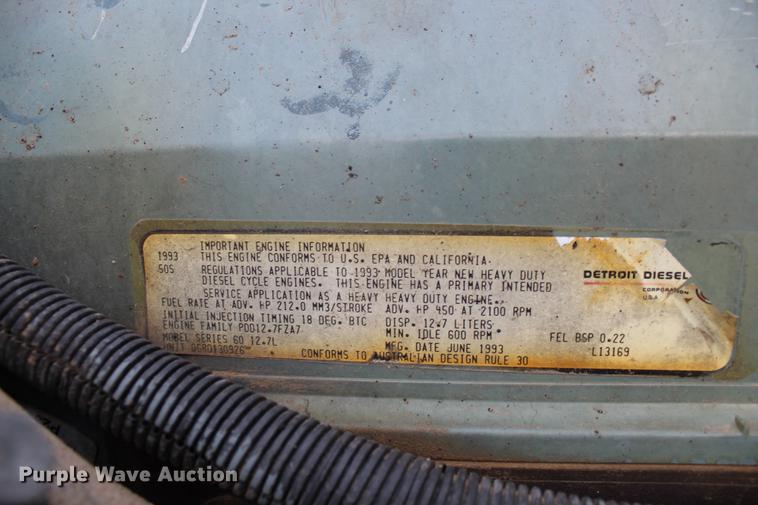 IMPORTANT ENGINE INFORMATION
1993 THIS ENGINE CONFORMS TO U.S. EPA AND CALIFORNIA
50S REGULATIONS APPLICABLE TO 1993 MODEL YEAR NEW HEAVY DUTY
DIESEL CYCLE ENGINES. THIS ENGINE HAS A PRIMARY INTENDED
SERVICE APPLICATION AS A HEAVY HEAVY DUTY ENGINE.
FUEL RATE AT ADV. HP 212.0 MM3/STROKE ADV. HP 450 AT 2100 RPM
INITIAL INJECTION TIMING 18 DEG. BTC DISP. 12.7 LITERS
ENGINE FAMILY PDD12.7FZA7 MIN. IDLE 600 RPM FEL BSP 0.22
MODEL SERIES 60 12.7L MFG. DATE JUNE 1993 L13169
UNIT 06R0130926 CONFORMS TO AUSTRALIAN DESIGN RULE 30
DETROIT DIESEL
CORPORATION
U.S.A.
Purple Wave Auction